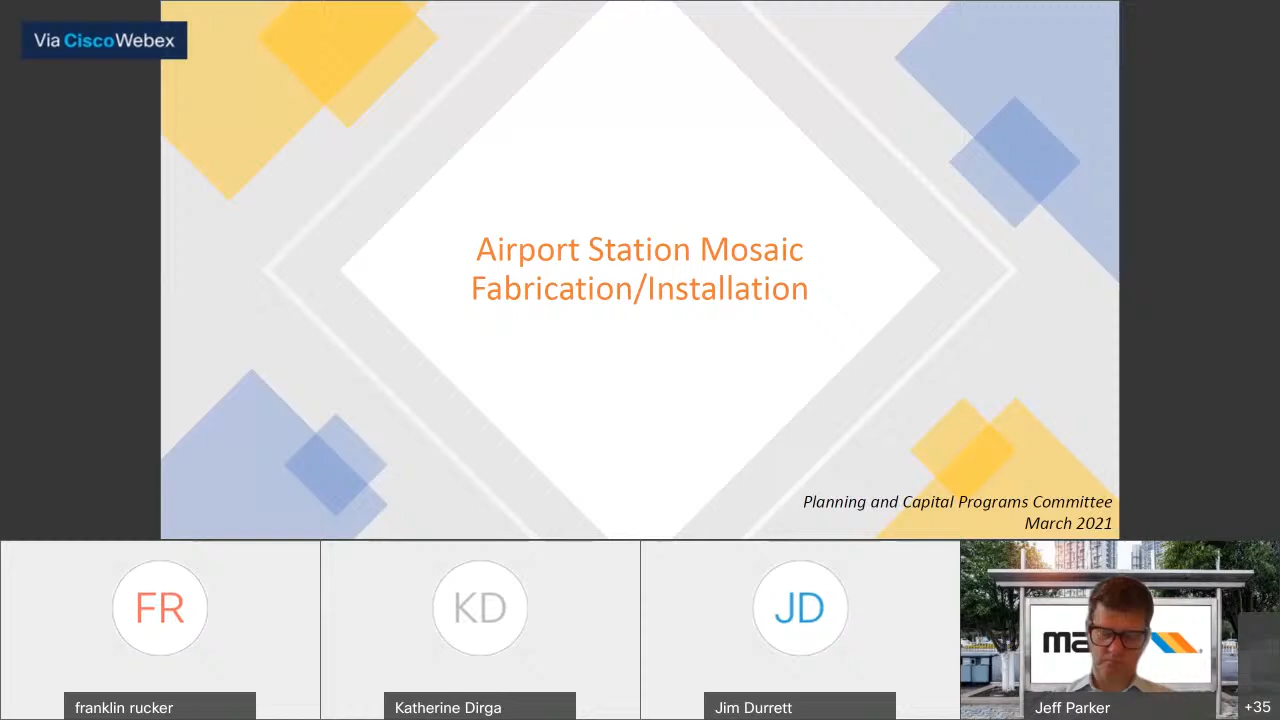 Via CiscoWebex
Airport Station Mosaic
Fabrication/Installation
Planning and Capital Programs Committee
March 2021
FR
KD
JD
ma
franklin rucker
Katherine Dirga
Jim Durrett
Jeff Parker
+35